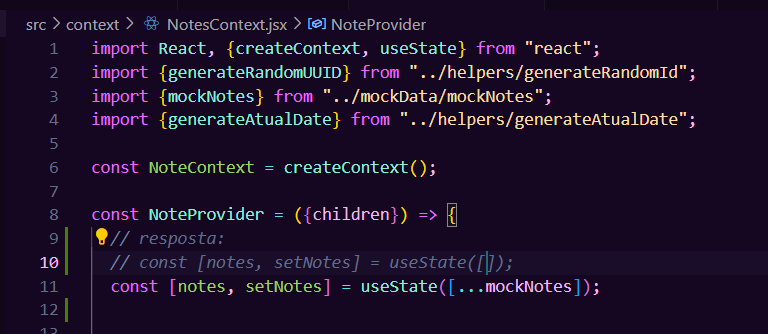 src > context > NotesContext.jsx > NoteProvider
1 import React, {createContext, useState} from "react";
2 import {generateRandomUUID} from "../helpers/generateRandomId";
3 import {mockNotes} from "../mockData/mockNotes";
4 import {generateAtualDate} from "../helpers/generateAtualDate";
5
6 const NoteContext = createContext();
7
8 const NoteProvider = ({children}) => {
9 // resposta:
10 // const [notes, setNotes] = useState([]);
11 const [notes, setNotes] = useState([...mockNotes]);
12
13